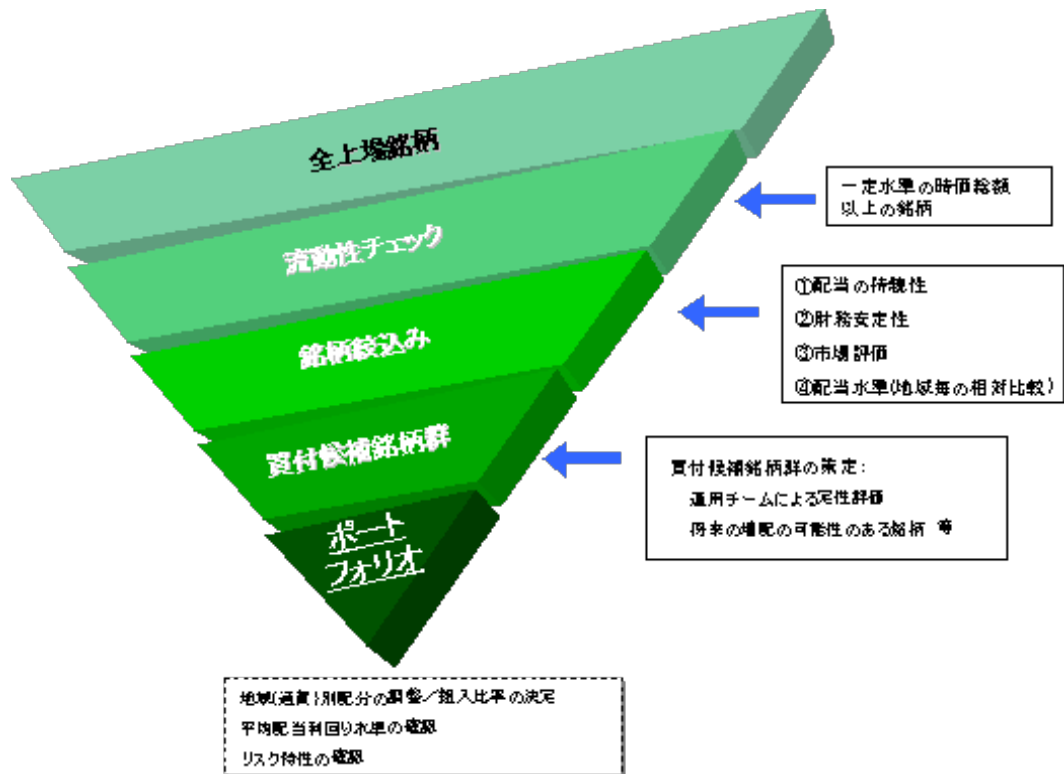 全上場銘柄
一定水準の時価総額
以上の銘柄
流動性チェック
①配当の持続性
②財務安定性
③市場評価
④配当水準(地域毎の相対比較)
銘柄絞込み
買付候補銘柄群
買付候補銘柄群の策定:
運用チームによる定性評価
将来の増配の可能性のある銘柄 等
ポート
フォリオ
地域(通貨)別配分の調整/組入比率の決定
平均配当利回り水準の確認
リスク特性の確認